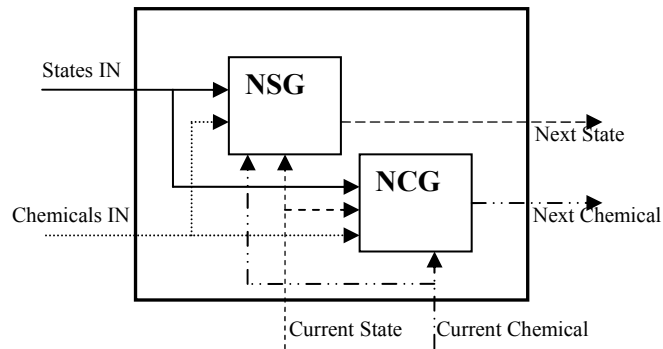 States IN
NSG
Next State
NCG
Chemicals IN
Next Chemical
Current State
Current Chemical